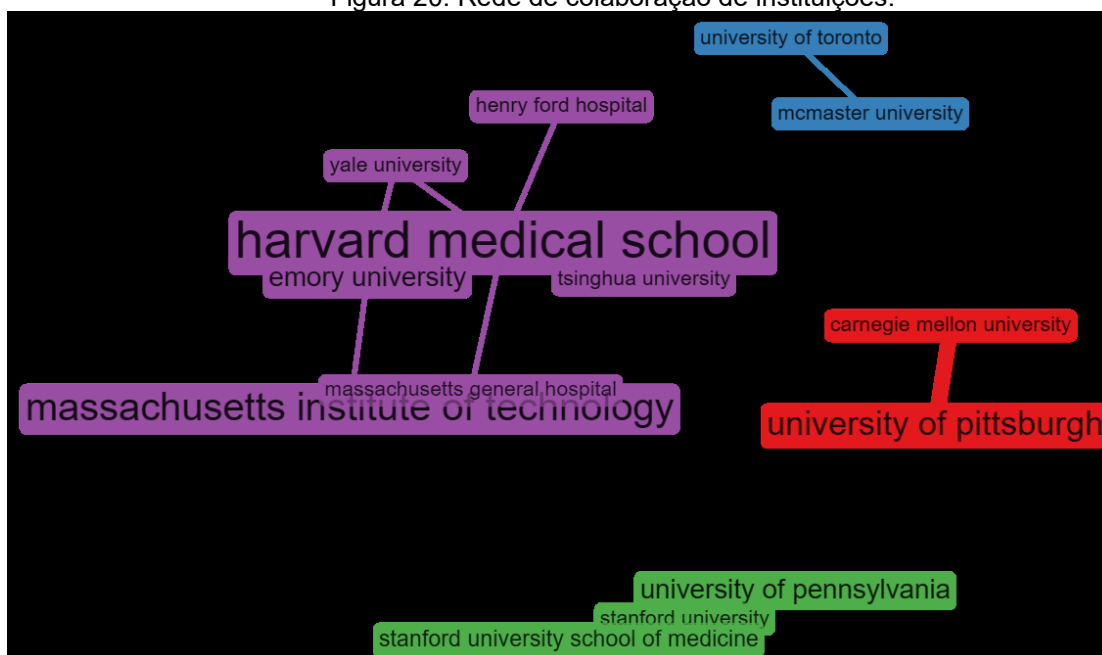 Figura 20: Rede de colaboração de instituições.
university of toronto
henry ford hospital
mcmaster university
yale university
harvard medical school
emory university
tsinghua university
carnegie mellon university
massachusetts general hospital
massachusetts institute of technology
university of pittsburgh
university of pennsylvania
stanford university
stanford university school of medicine